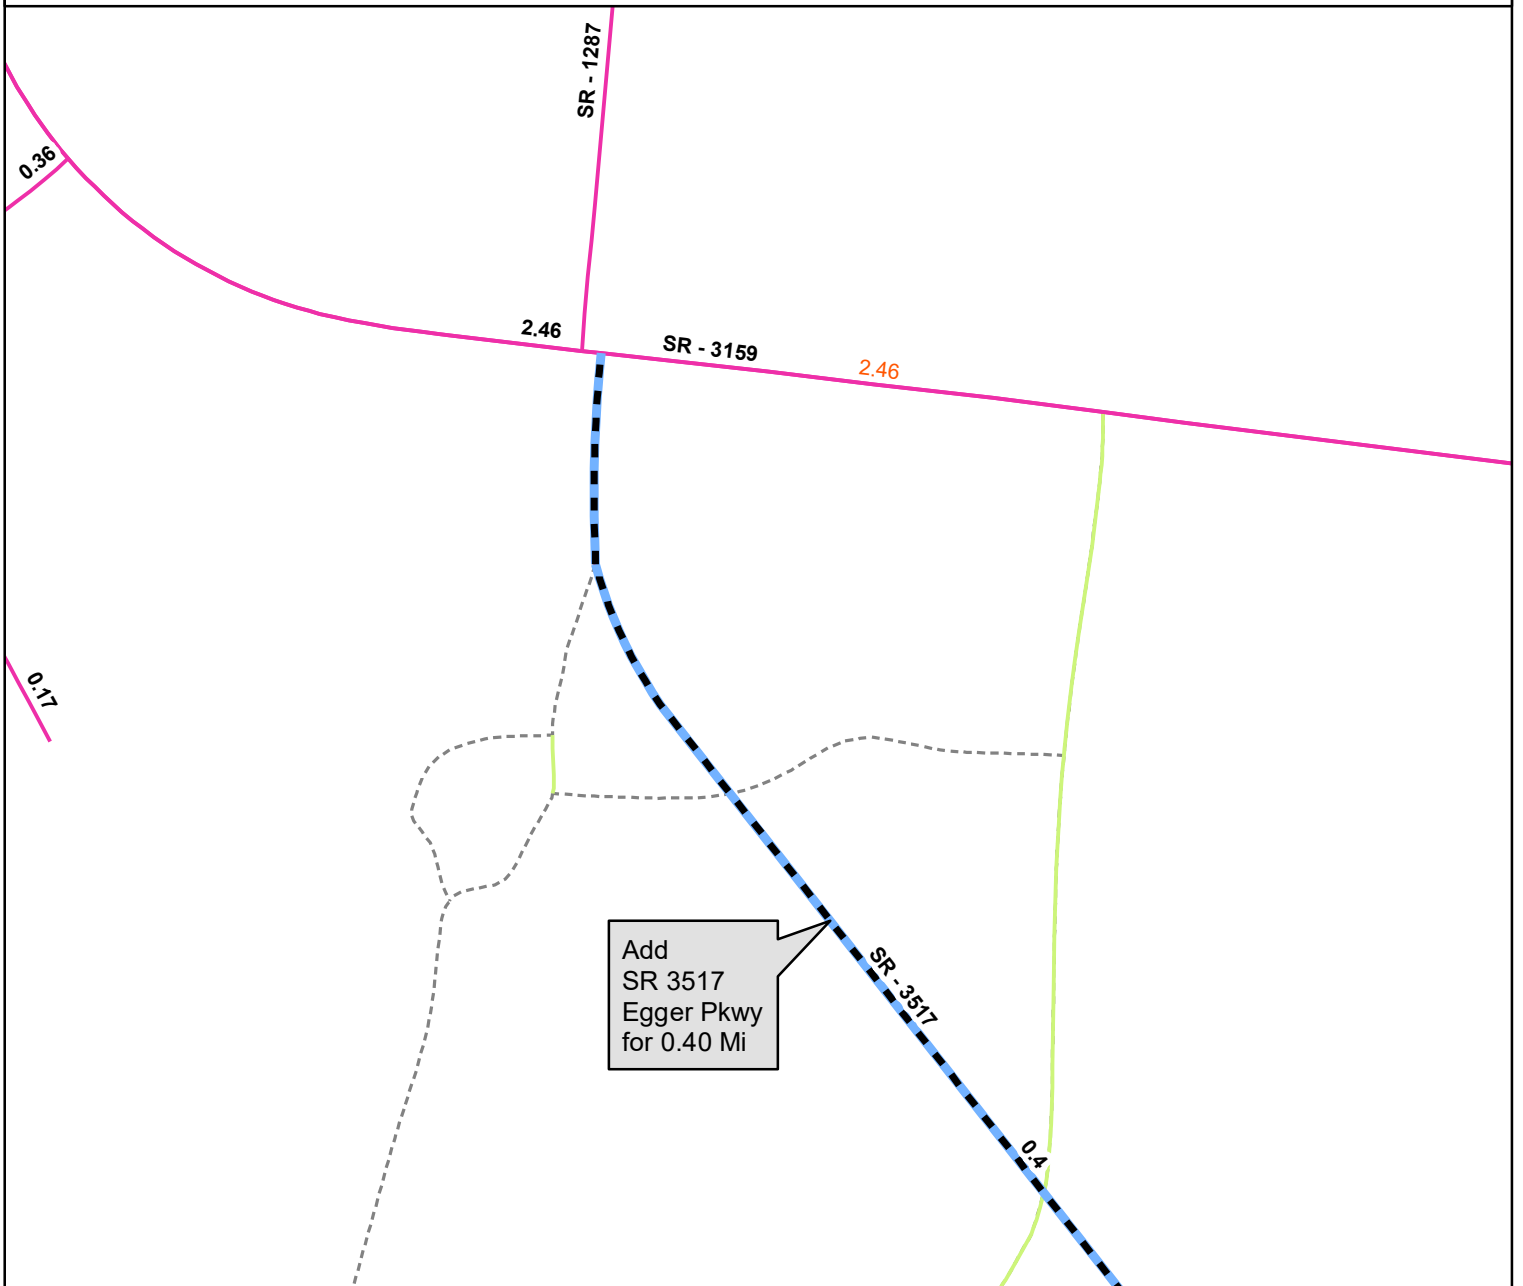 SR - 1287
0.36
2.46
SR - 3159
2.46
0.17
Add
SR 3517
Egger Pkwy
for 0.40 Mi
SR - 3517
0.4